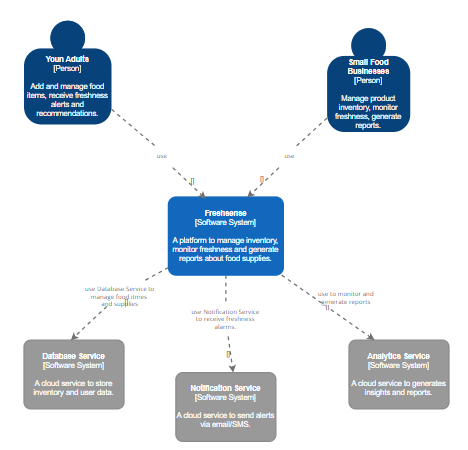 Youn Adults
[Person]
Add and manage food
items, receive freshness
alerts and
recommendations.
Small Food
Businesses
[Person]
Manage product
inventory, monitor
freshness, generate
reports.
use
use
[]
[]
Freshsense
[Software System]
A platform to manage inventory,
monitor freshness and generate
reports about food supplies.
use Database Service to
manage food itmes
and supplies
[]
use Notification Service
to receive freshness
alarms.
[]
use to monitor and
generate reports
[]
Database Service
[Software System]
A cloud service to store
inventory and user data.
Notification Service
[Software System]
A cloud service to send alerts
via email/SMS.
Analytics Service
[Software System]
A cloud service to generates
insights and reports.